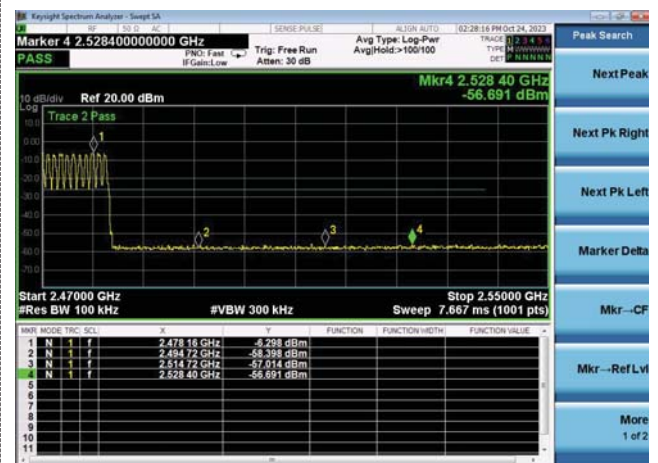 Keysight Spectrum Analyzer - Swept SA
RF 50 Ω AC SENSE:PULSE ALIGN AUTO 02:28:16 PM Oct 24, 2023
Marker 4 2.528400000000 GHz
PNO: Fast
IFGain:Low
Trig: Free Run
Atten: 30 dB
Avg Type: Log-Pwr
Avg|Hold:>100/100
TRACE 1 2 3 4 5 6
TYPE M
DET P N N N N N
PASS
Mkr4 2.528 40 GHz
-56.691 dBm
10 dB/div Ref 20.00 dBm
Log
Trace 2 Pass
10.0
0.00
-10.0
-20.0
-30.0
-40.0
-50.0
-60.0
-70.0
1
2
3
4
Start 2.47000 GHz Stop 2.55000 GHz
#Res BW 100 kHz #VBW 300 kHz Sweep 7.667 ms (1001 pts)
MKR MODE TRC SCL X Y FUNCTION FUNCTION WIDTH FUNCTION VALUE
1 N 1 f 2.478 16 GHz -6.298 dBm
2 N 1 f 2.494 72 GHz -58.398 dBm
3 N 1 f 2.514 72 GHz -57.014 dBm
4 N 1 f 2.528 40 GHz -56.691 dBm
5
6
7
8
9
10
11
Peak Search
Next Peak
Next Pk Right
Next Pk Left
Marker Delta
Mkr→CF
Mkr→Ref Lvl
More
1 of 2